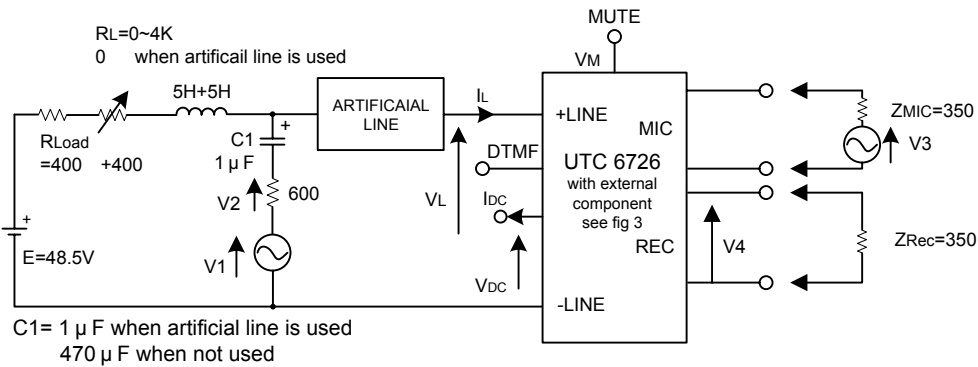 MUTE
RL=0~4K
0 when artificail line is used
VM
5H+5H
ARTIFICAIAL
LINE
IL
+LINE
MIC
ZMIC=350
V3
RLoad
=400 +400
C1
+
1 µ F
DTMF
UTC 6726
with external
component
see fig 3
V2
600
VL
IDC
REC
V4
ZRec=350
+
E=48.5V
V1
VDC
-LINE
C1= 1 µ F when artificial line is used
470 µ F when not used